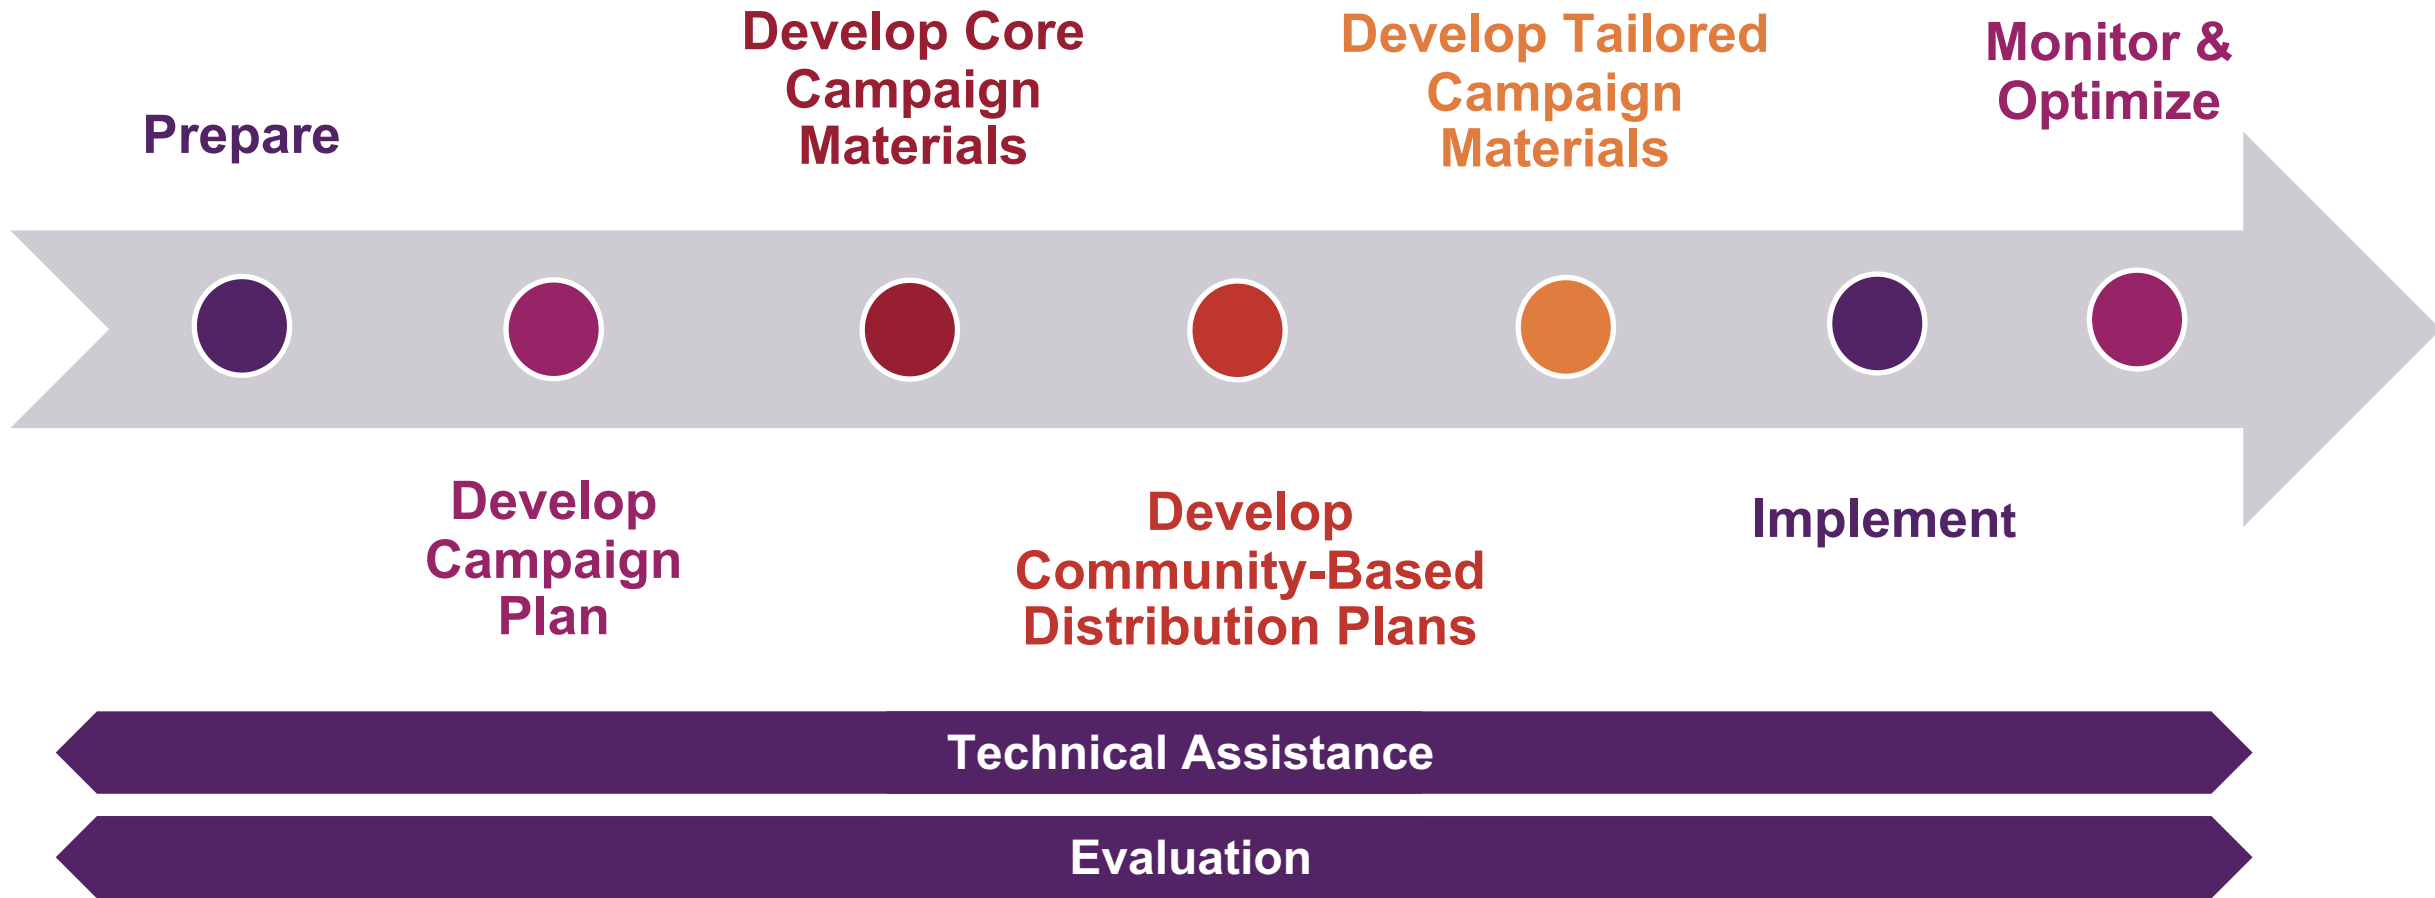 Prepare
Develop
Campaign
Plan
Develop Core
Campaign
Materials
Develop
Community-Based
Distribution Plans
Develop Tailored
Campaign
Materials
Implement
Monitor &
Optimize
Technical Assistance
Evaluation